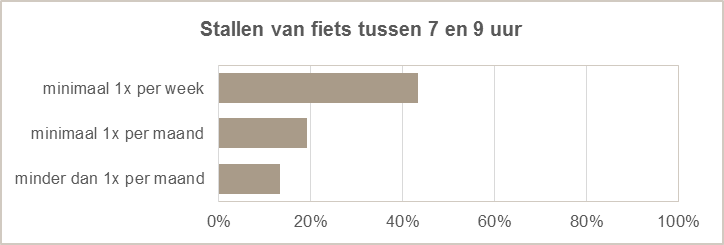 Stallen van fiets tussen 7 en 9 uur
minimaal 1x per week
minimaal 1x per maand
minder dan 1x per maand
0% 20% 40% 60% 80% 100%